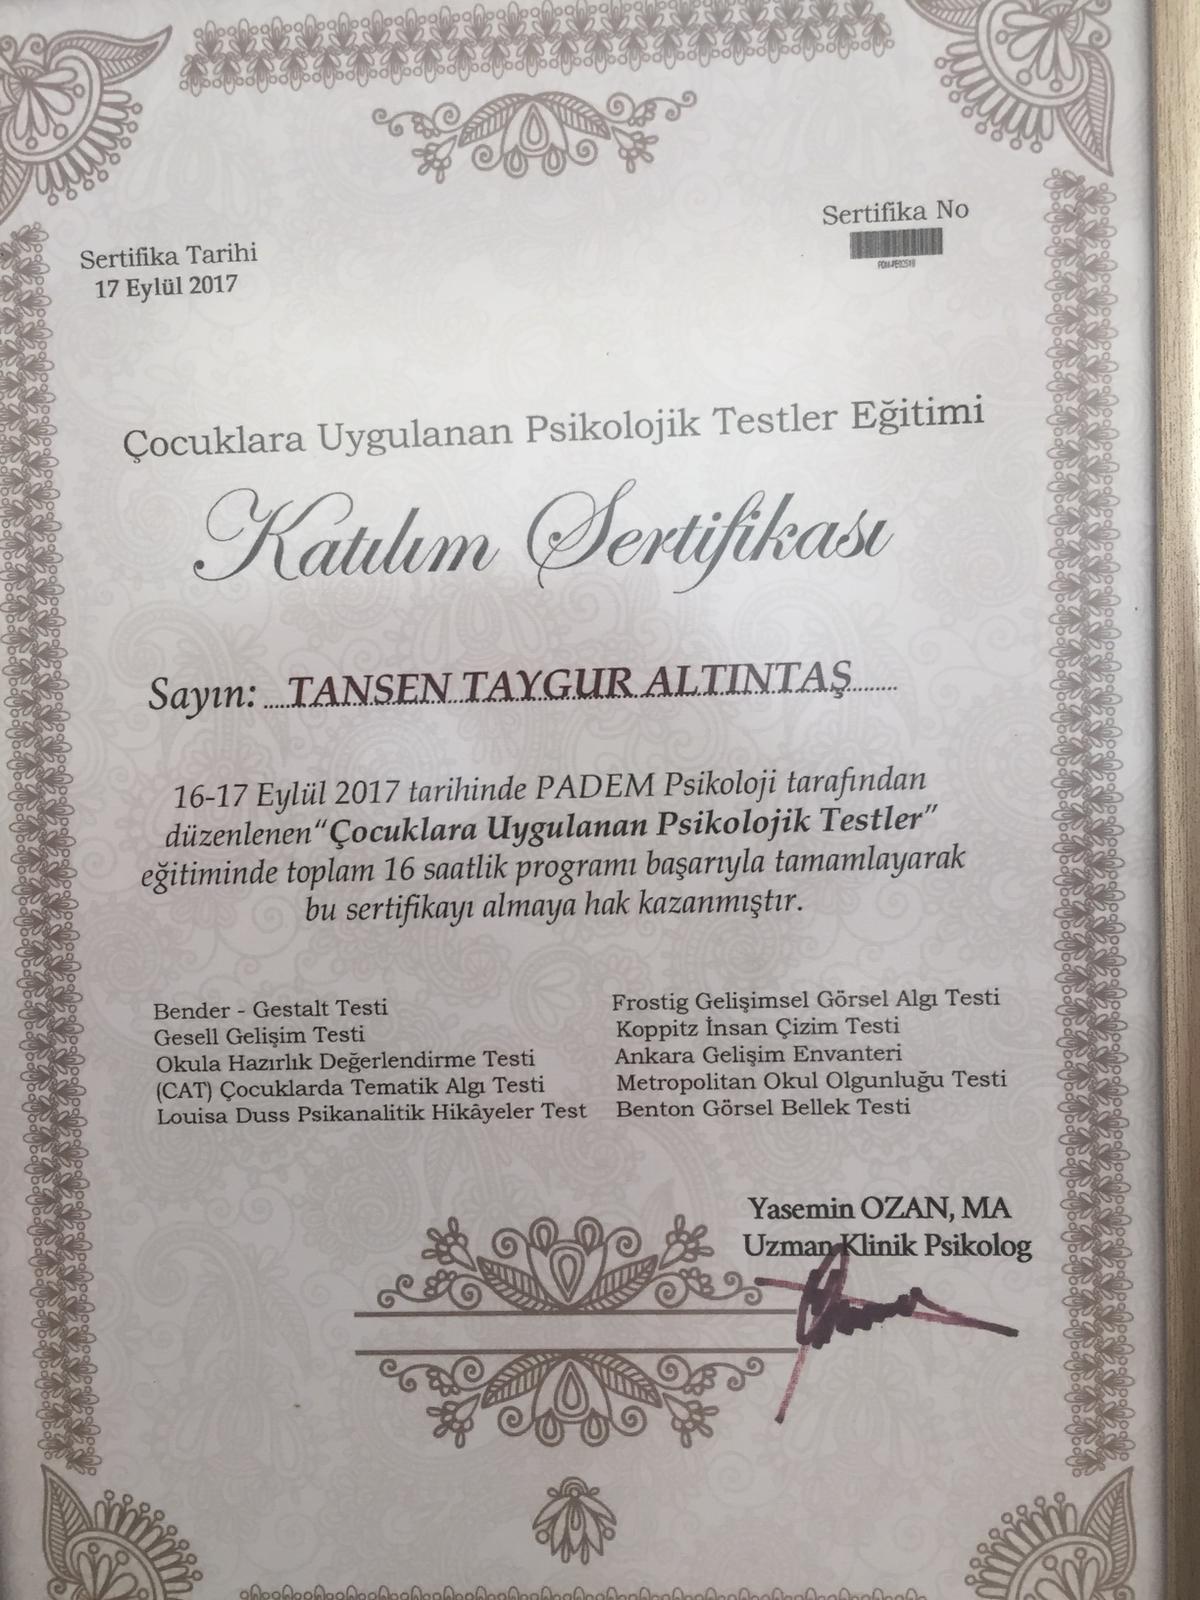 Sertifika Tarihi
17 Eylül 2017
Sertifika No
Çocuklara Uygulanan Psikolojik Testler Eğitimi
Katılım Sertifikası
Sayın: TANSEN TAYGUR ALTINTAŞ
16-17 Eylül 2017 tarihinde PADEM Psikoloji tarafından
düzenlenen "Çocuklara Uygulanan Psikolojik Testler"
eğitiminde toplam 16 saatlik programı başarıyla tamamlayarak
bu sertifikayı almaya hak kazanmıştır.
Bender - Gestalt Testi
Gesell Gelişim Testi
Okula Hazırlık Değerlendirme Testi
(CAT) Çocuklarda Tematik Algı Testi
Louisa Duss Psikanalitik Hikâyeler Test
Frostig Gelişimsel Görsel Algı Testi
Koppitz İnsan Çizim Testi
Ankara Gelişim Envanteri
Metropolitan Okul Olgunluğu Testi
Benton Görsel Bellek Testi
Yasemin OZAN, MA
Uzman Klinik Psikolog